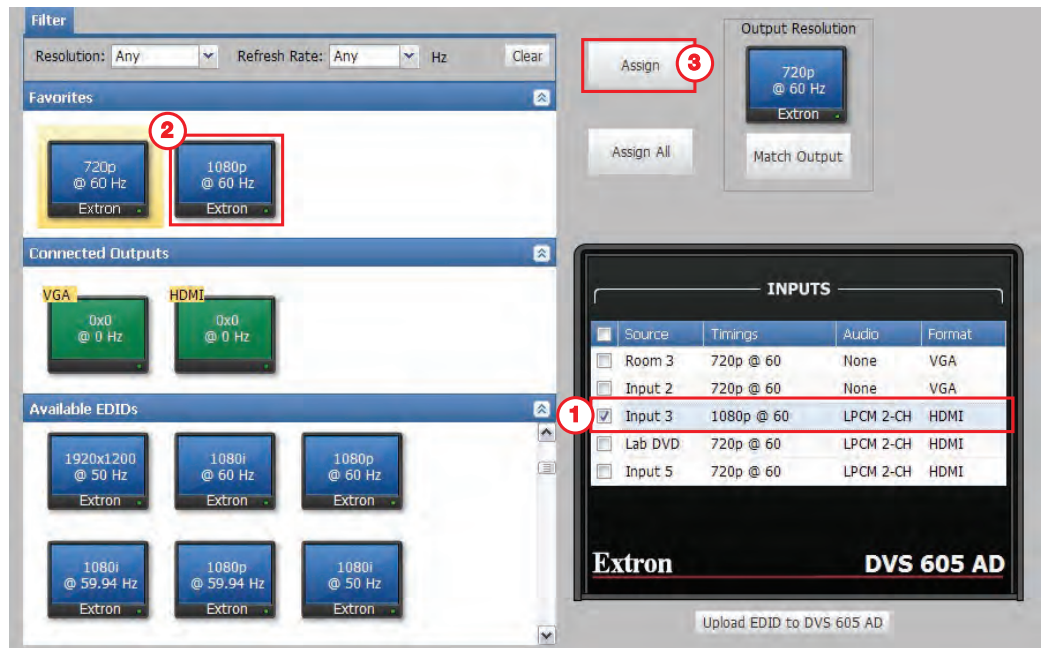 Filter
Resolution: Any Refresh Rate: Any Hz Clear
Favorites
2
720p
@ 60 Hz
Extron
1080p
@ 60 Hz
Extron
Connected Outputs
VGA
0x0
@ 0 Hz
HDMI
0x0
@ 0 Hz
Available EDIDs
1920x1200
@ 50 Hz
Extron
1080i
@ 60 Hz
Extron
1080p
@ 60 Hz
Extron
1080i
@ 59.94 Hz
Extron
1080p
@ 59.94 Hz
Extron
1080i
@ 50 Hz
Extron
Assign 3
Assign All
Output Resolution
720p
@ 60 Hz
Extron
Match Output
INPUTS
Source Timings Audio Format
Room 3 720p @ 60 None VGA
Input 2 720p @ 60 None VGA
1 Input 3 1080p @ 60 LPCM 2-CH HDMI
Lab DVD 720p @ 60 LPCM 2-CH HDMI
Input 5 720p @ 60 LPCM 2-CH HDMI
Extron DVS 605 AD
Upload EDID to DVS 605 AD